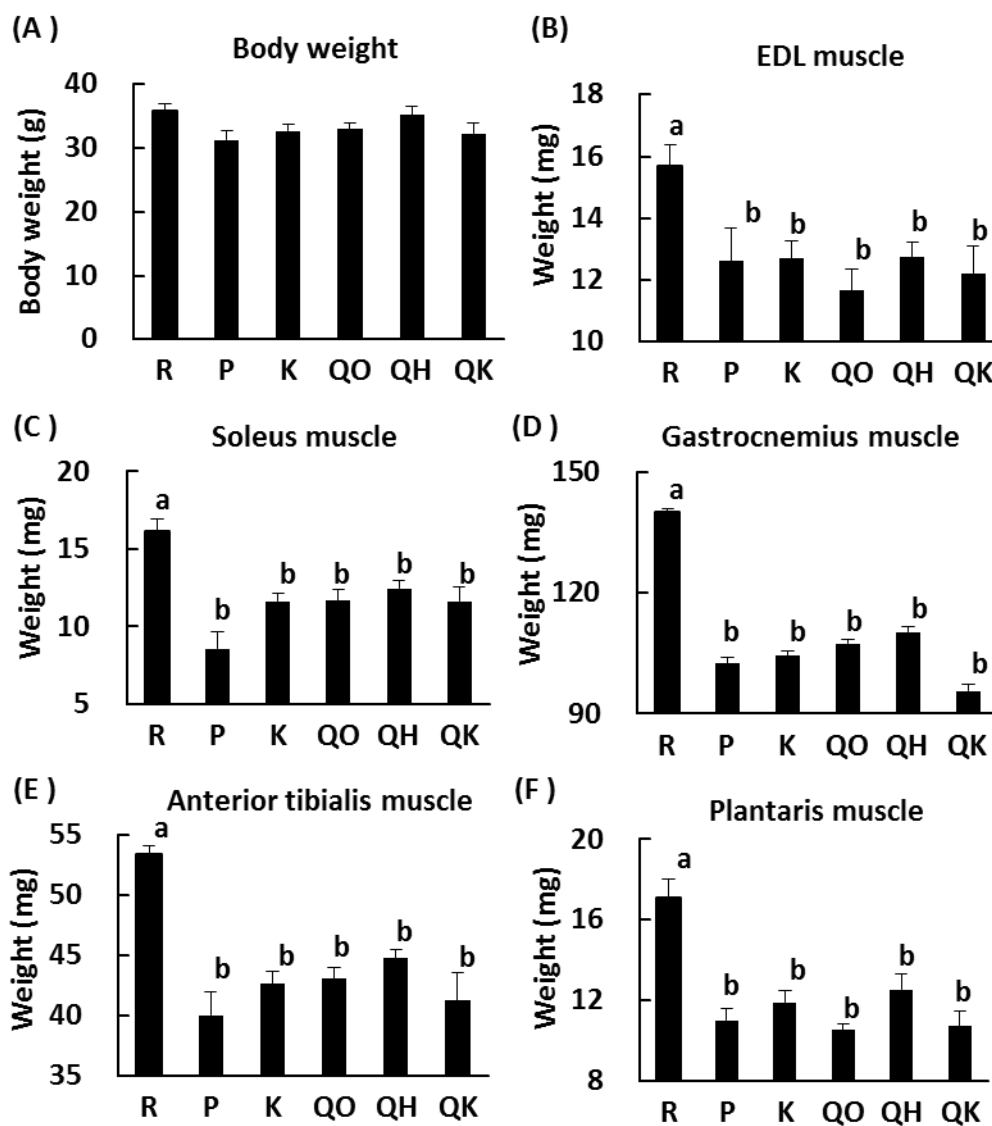 (A )
Body weight
Body weight (g)
40
30
20
10
0
R P K QO QH QK
(B)
EDL muscle
Weight (mg)
18
16
14
12
10
a b b b b b
R P K QO QH QK
(C)
Soleus muscle
Weight (mg)
20
15
10
5
a b b b b b
R P K QO QH QK
(D)
Gastrocnemius muscle
Weight (mg)
150
120
90
a b b b b b
R P K QO QH QK
(E )
Anterior tibialis muscle
Weight (mg)
55
50
45
40
35
a b b b b b
R P K QO QH QK
(F )
Plantaris muscle
Weight (mg)
20
16
12
8
a b b b b b
R P K QO QH QK